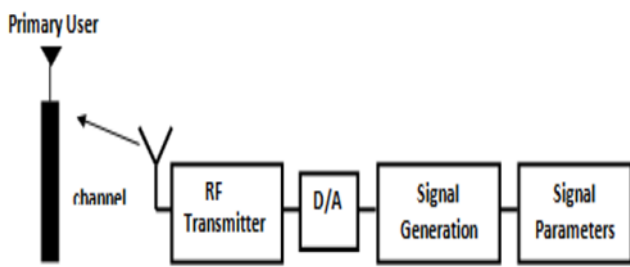 Primary User
channel
RF
Transmitter
D/A
Signal
Generation
Signal
Parameters